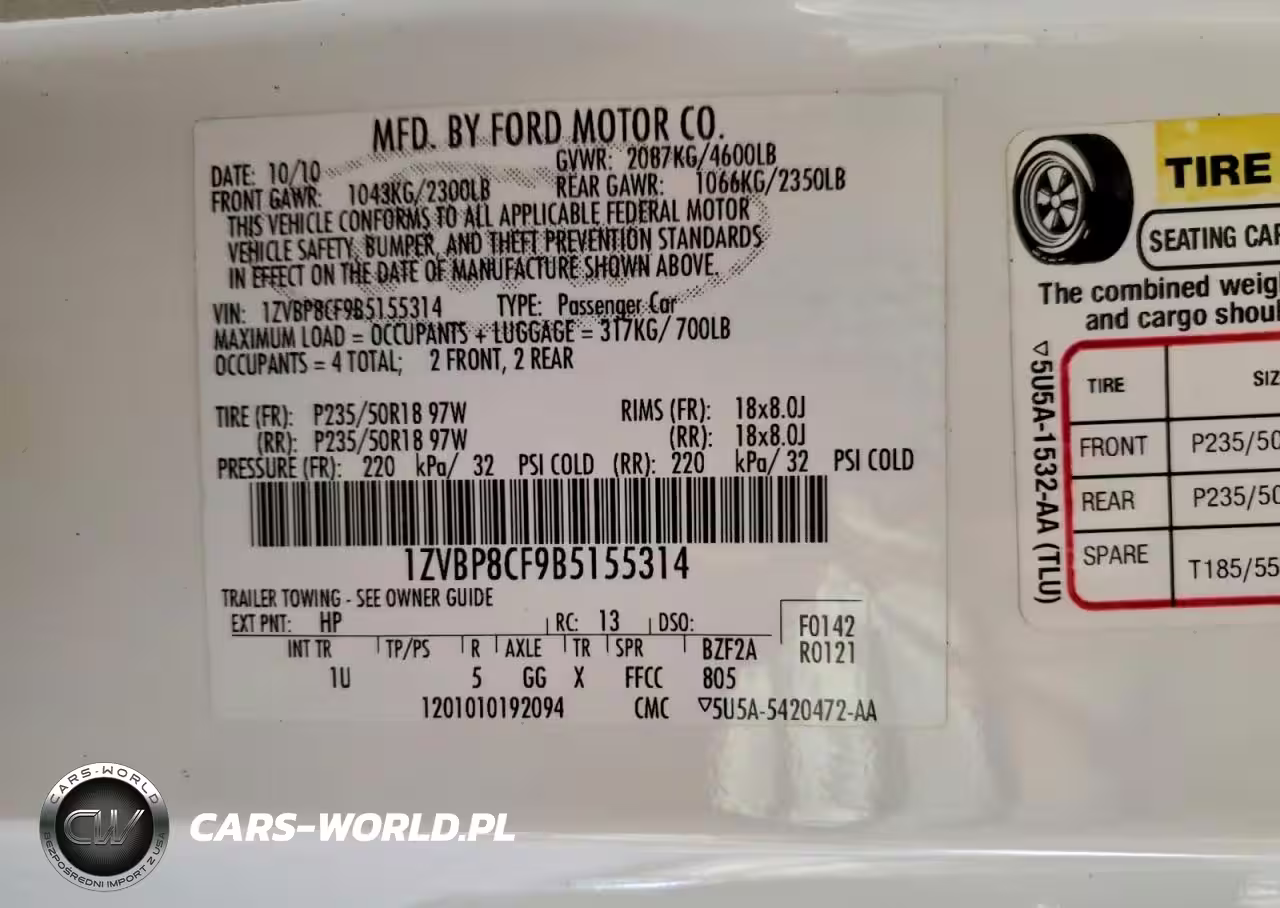 MFD. BY FORD MOTOR CO.
DATE: 10/10 GVWR: 2087KG/4600LB
FRONT GAWR: 1043KG/2300LB REAR GAWR: 1066KG/2350LB
THIS VEHICLE CONFORMS TO ALL APPLICABLE FEDERAL MOTOR
VEHICLE SAFETY, BUMPER, AND THEFT PREVENTION STANDARDS
IN EFFECT ON THE DATE OF MANUFACTURE SHOWN ABOVE.
VIN: 1ZVBP8CF9B5155314 TYPE: Passenger Car
MAXIMUM LOAD = OCCUPANTS + LUGGAGE = 317KG/ 700LB
OCCUPANTS = 4 TOTAL; 2 FRONT, 2 REAR
TIRE (FR): P235/50R18 97W RIMS (FR): 18x8.0J
(RR): P235/50R18 97W (RR): 18x8.0J
PRESSURE (FR): 220 kPa/ 32 PSI COLD (RR): 220 kPa/ 32 PSI COLD
1ZVBP8CF9B5155314
TRAILER TOWING - SEE OWNER GUIDE
EXT PNT: HP RC: 13 DSO: F0142
INT TR TP/PS R AXLE TR SPR BZF2A R0121
1U 5 GG X FFCC 805
1201010192094 CMC ▽5U5A-5420472-AA
TIRE
SEATING CAP
The combined weigh
and cargo shoul
▽5U5A-1532-AA (TLU)
TIRE SIZ
FRONT P235/50
REAR P235/50
SPARE T185/55
CARS-WORLD
CW
BEZPOŚREDNI IMPORT Z USA
CARS-WORLD.PL